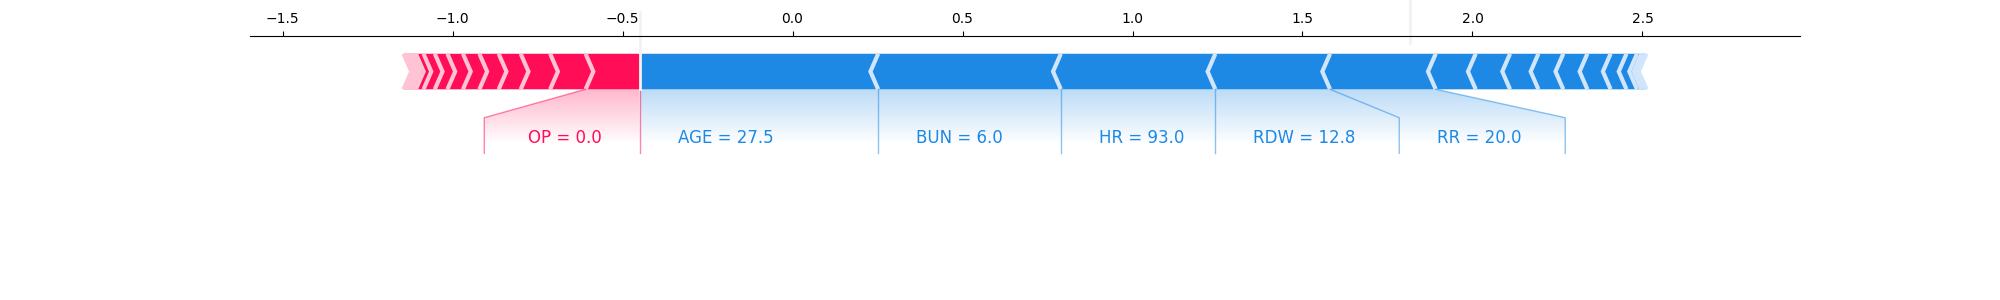 −1.5 −1.0 −0.5 0.0 0.5 1.0 1.5 2.0 2.5
OP = 0.0 AGE = 27.5 BUN = 6.0 HR = 93.0 RDW = 12.8 RR = 20.0